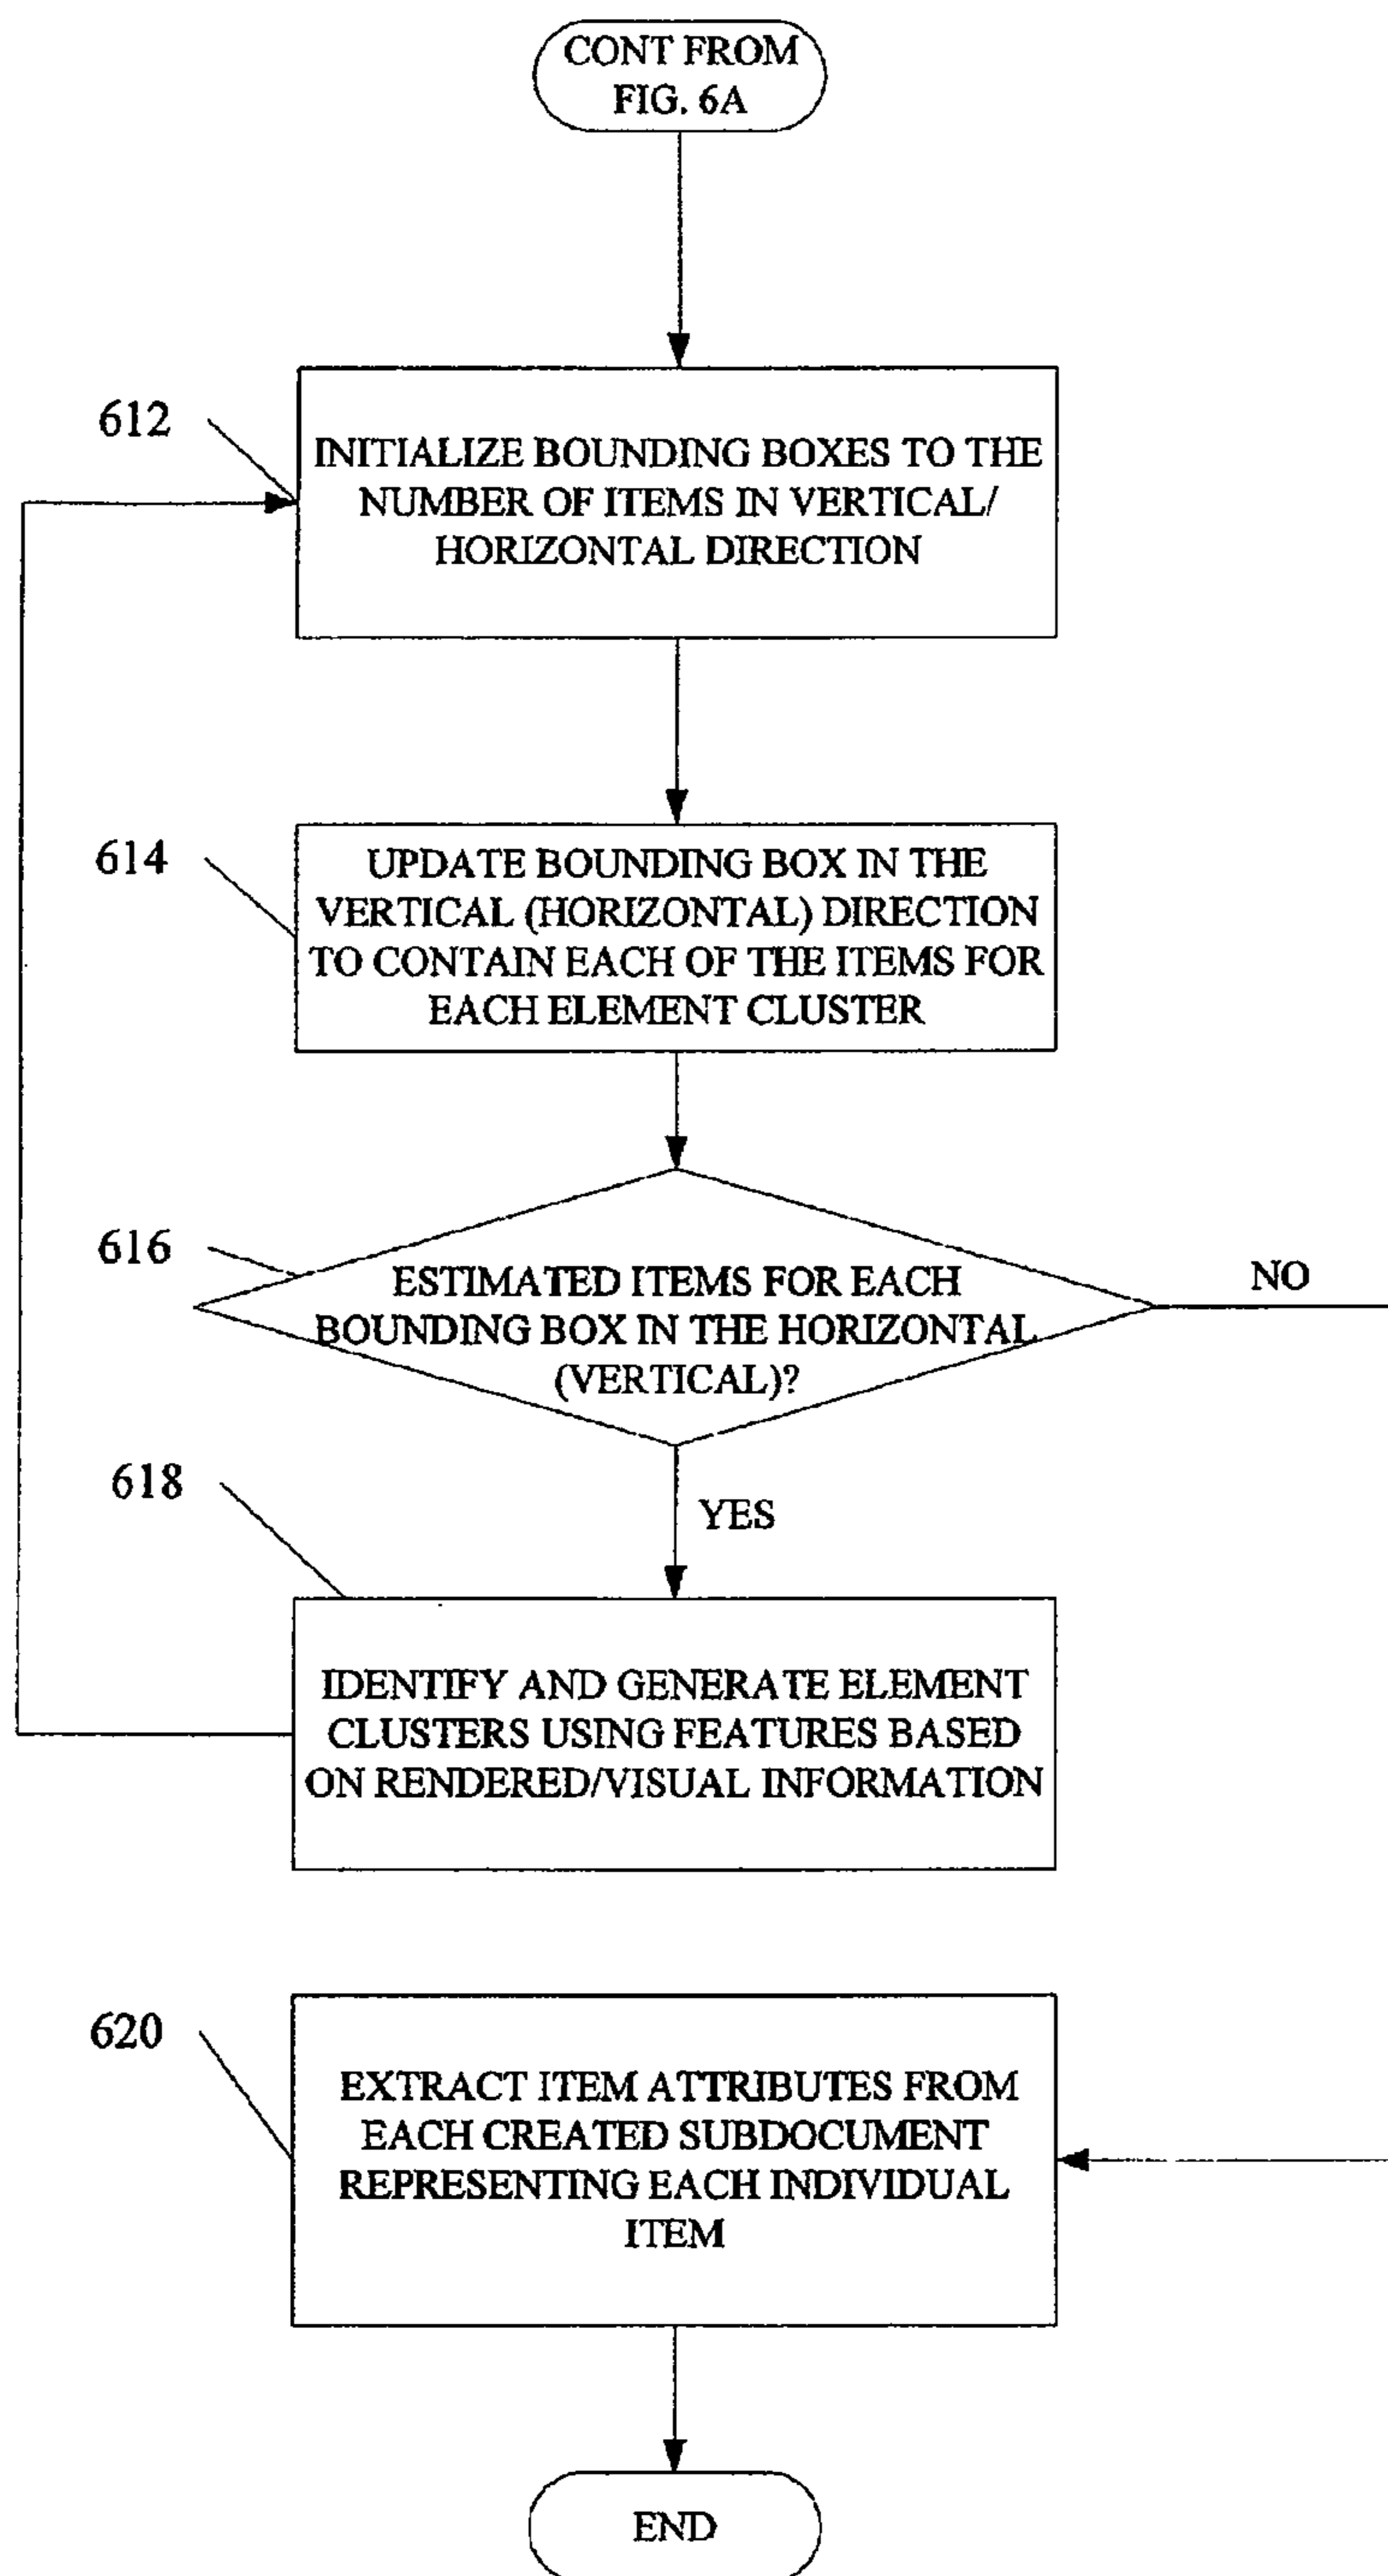 CONT FROM
FIG. 6A
612
INITIALIZE BOUNDING BOXES TO THE
NUMBER OF ITEMS IN VERTICAL/
HORIZONTAL DIRECTION
614
UPDATE BOUNDING BOX IN THE
VERTICAL (HORIZONTAL) DIRECTION
TO CONTAIN EACH OF THE ITEMS FOR
EACH ELEMENT CLUSTER
616
ESTIMATED ITEMS FOR EACH
BOUNDING BOX IN THE HORIZONTAL
(VERTICAL)?
NO
YES
618
IDENTIFY AND GENERATE ELEMENT
CLUSTERS USING FEATURES BASED
ON RENDERED/VISUAL INFORMATION
620
EXTRACT ITEM ATTRIBUTES FROM
EACH CREATED SUBDOCUMENT
REPRESENTING EACH INDIVIDUAL
ITEM
END